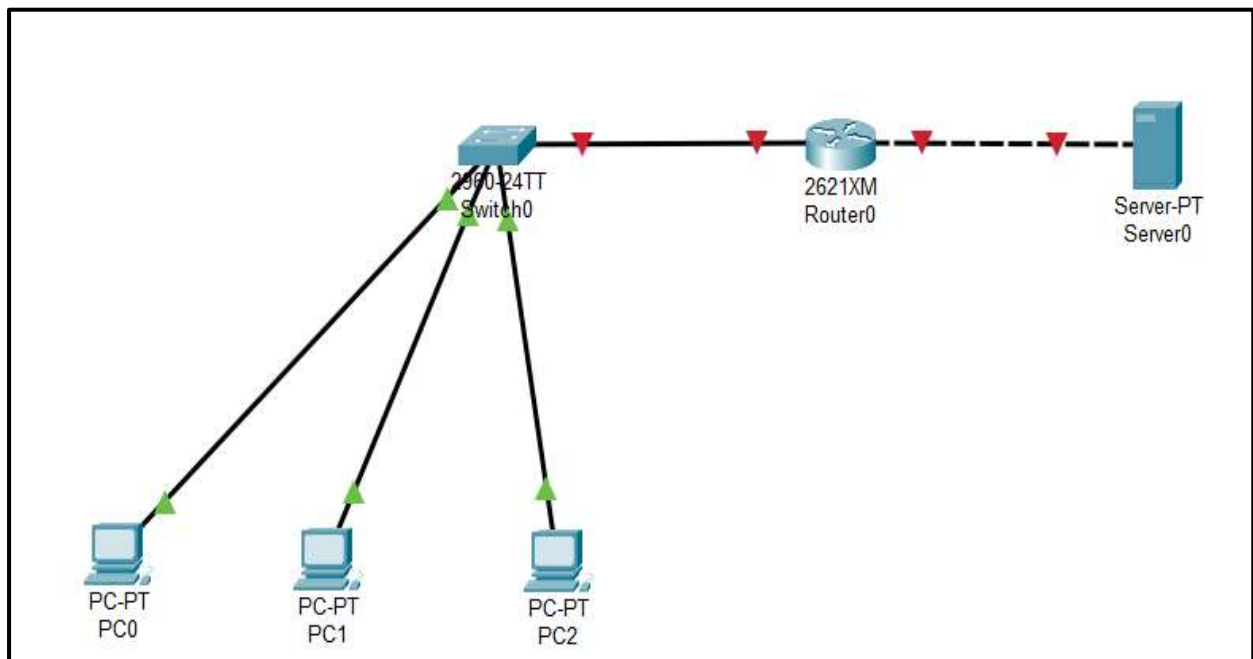 2960-24TT
Switch0
2621XM
Router0
Server-PT
Server0
PC-PT
PC0
PC-PT
PC1
PC-PT
PC2